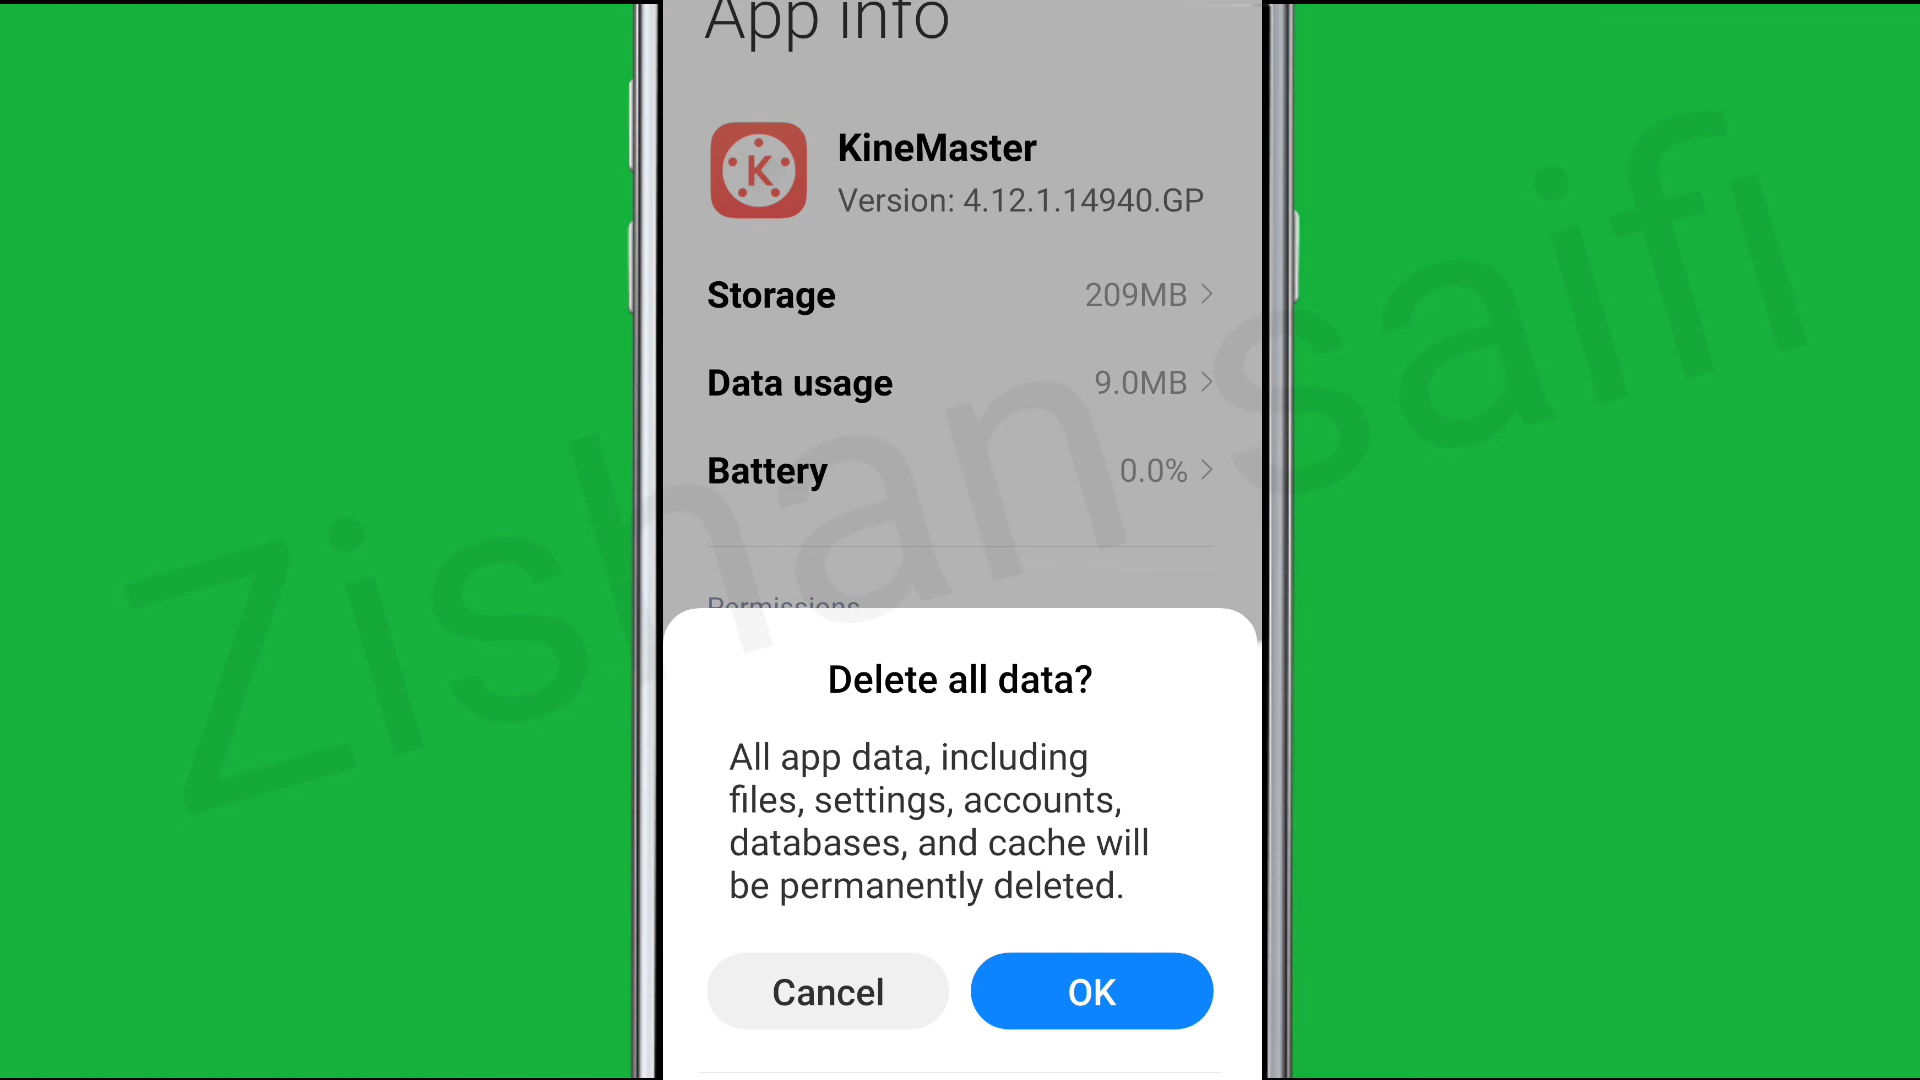 App info
K
KineMaster
Version: 4.12.1.14940.GP
Storage 209MB
Data usage 9.0MB
Battery 0.0%
Permissions
Zishan saifi
Delete all data?
All app data, including
files, settings, accounts,
databases, and cache will
be permanently deleted.
Cancel OK